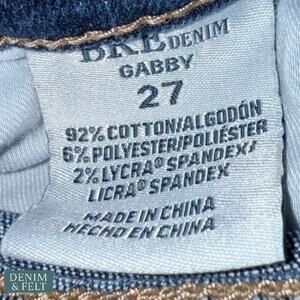 BKE DENIM
GABBY
27
92% COTTON/ALGODÓN
6% POLYESTER/POLIÉSTER
2% LYCRA® SPANDEX/
LICRA® SPANDEX
MADE IN CHINA
HECHO EN CHINA
DENIM
& FELT